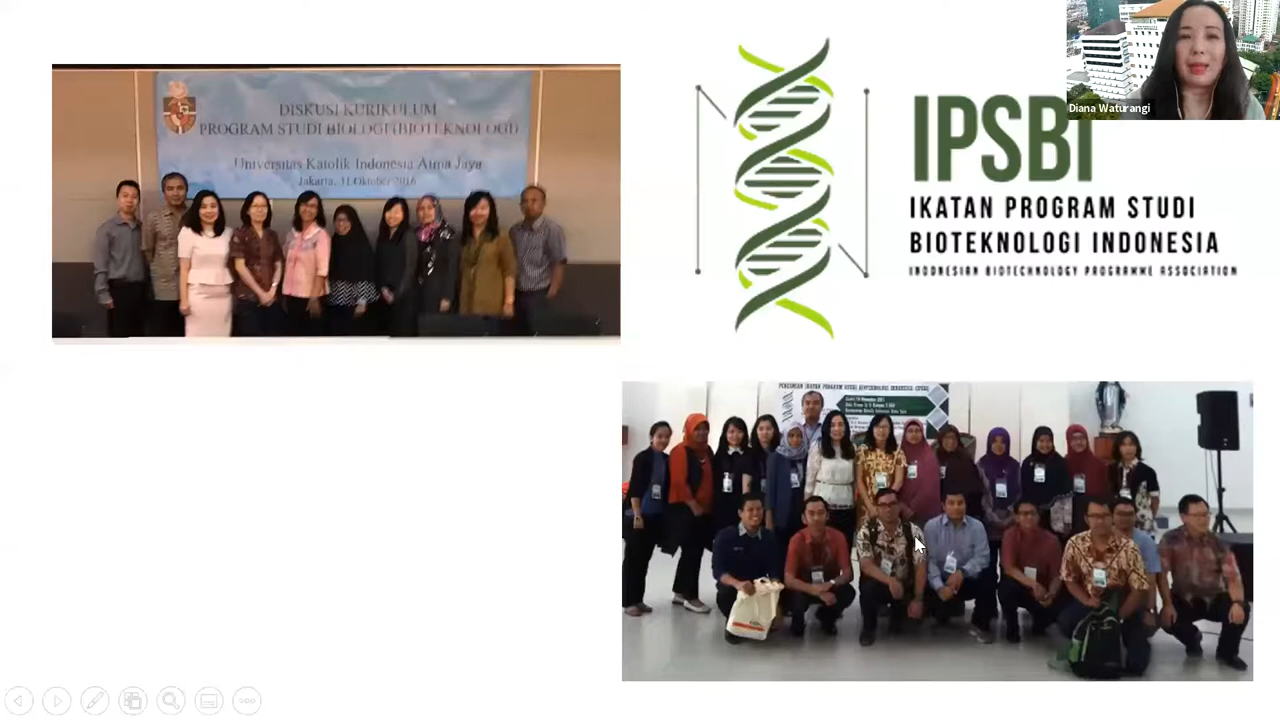 DISKUSI KURIKULUM
PROGRAM STUDI BIOLOGI (BIOTEKNOLOGI)
Universitas Katolik Indonesia Atma Jaya
Jakarta, 31 Oktober 2016
Diana Waturangi
IPSBI
IKATAN PROGRAM STUDI
BIOTEKNOLOGI INDONESIA
INDONESIAN BIOTECHNOLOGY PROGRAMME ASSOCIATION